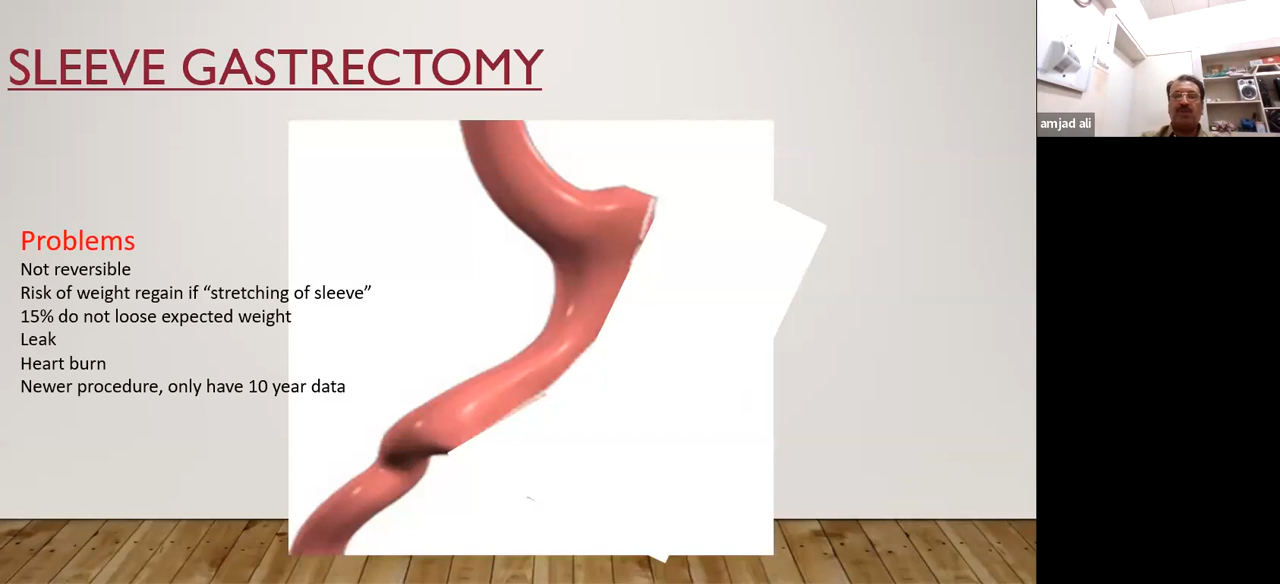 SLEEVE GASTRECTOMY
Problems
Not reversible
Risk of weight regain if “stretching of sleeve”
15% do not loose expected weight
Leak
Heart burn
Newer procedure, only have 10 year data
amjad ali